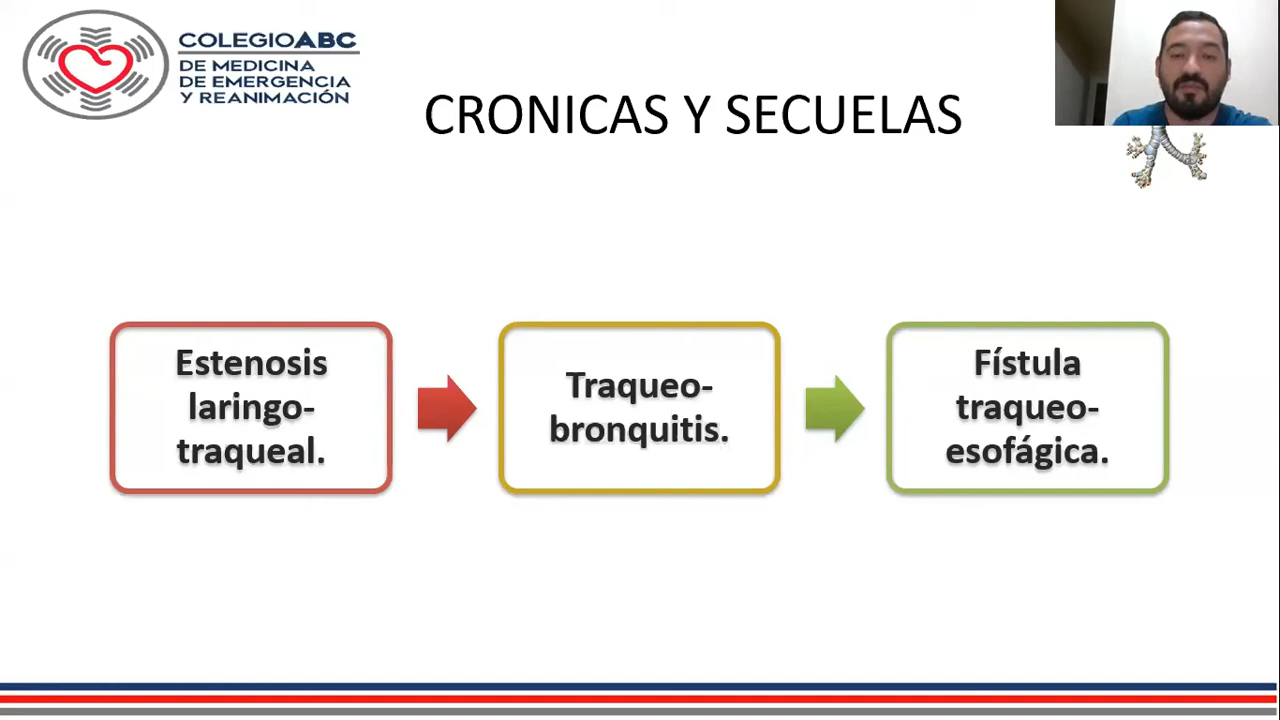 COLEGIOABC
DE MEDICINA
DE EMERGENCIA
Y REANIMACIÓN
CRONICAS Y SECUELAS
Estenosis
laringo-
traqueal.
Traqueo-
bronquitis.
Fístula
traqueo-
esofágica.